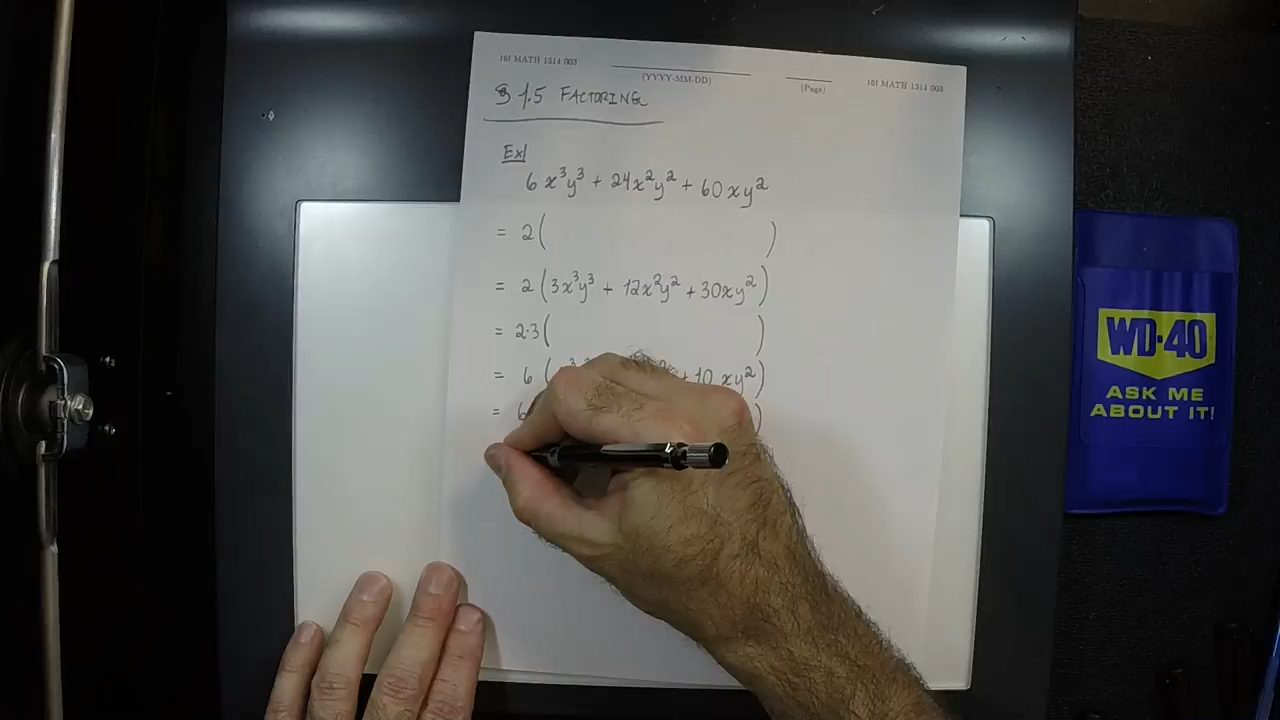 16f MATH 1314 003 (YYYY-MM-DD) (Page) 16f MATH 1314 003
§ 1.5 FACTORING
Ex/
6x³y³ + 24x²y² + 60xy²
= 2( )
= 2(3x³y³ + 12x²y² + 30xy²)
= 2·3( )
= 6( + 10xy²)
= 6 )
WD-40
ASK ME
ABOUT IT!